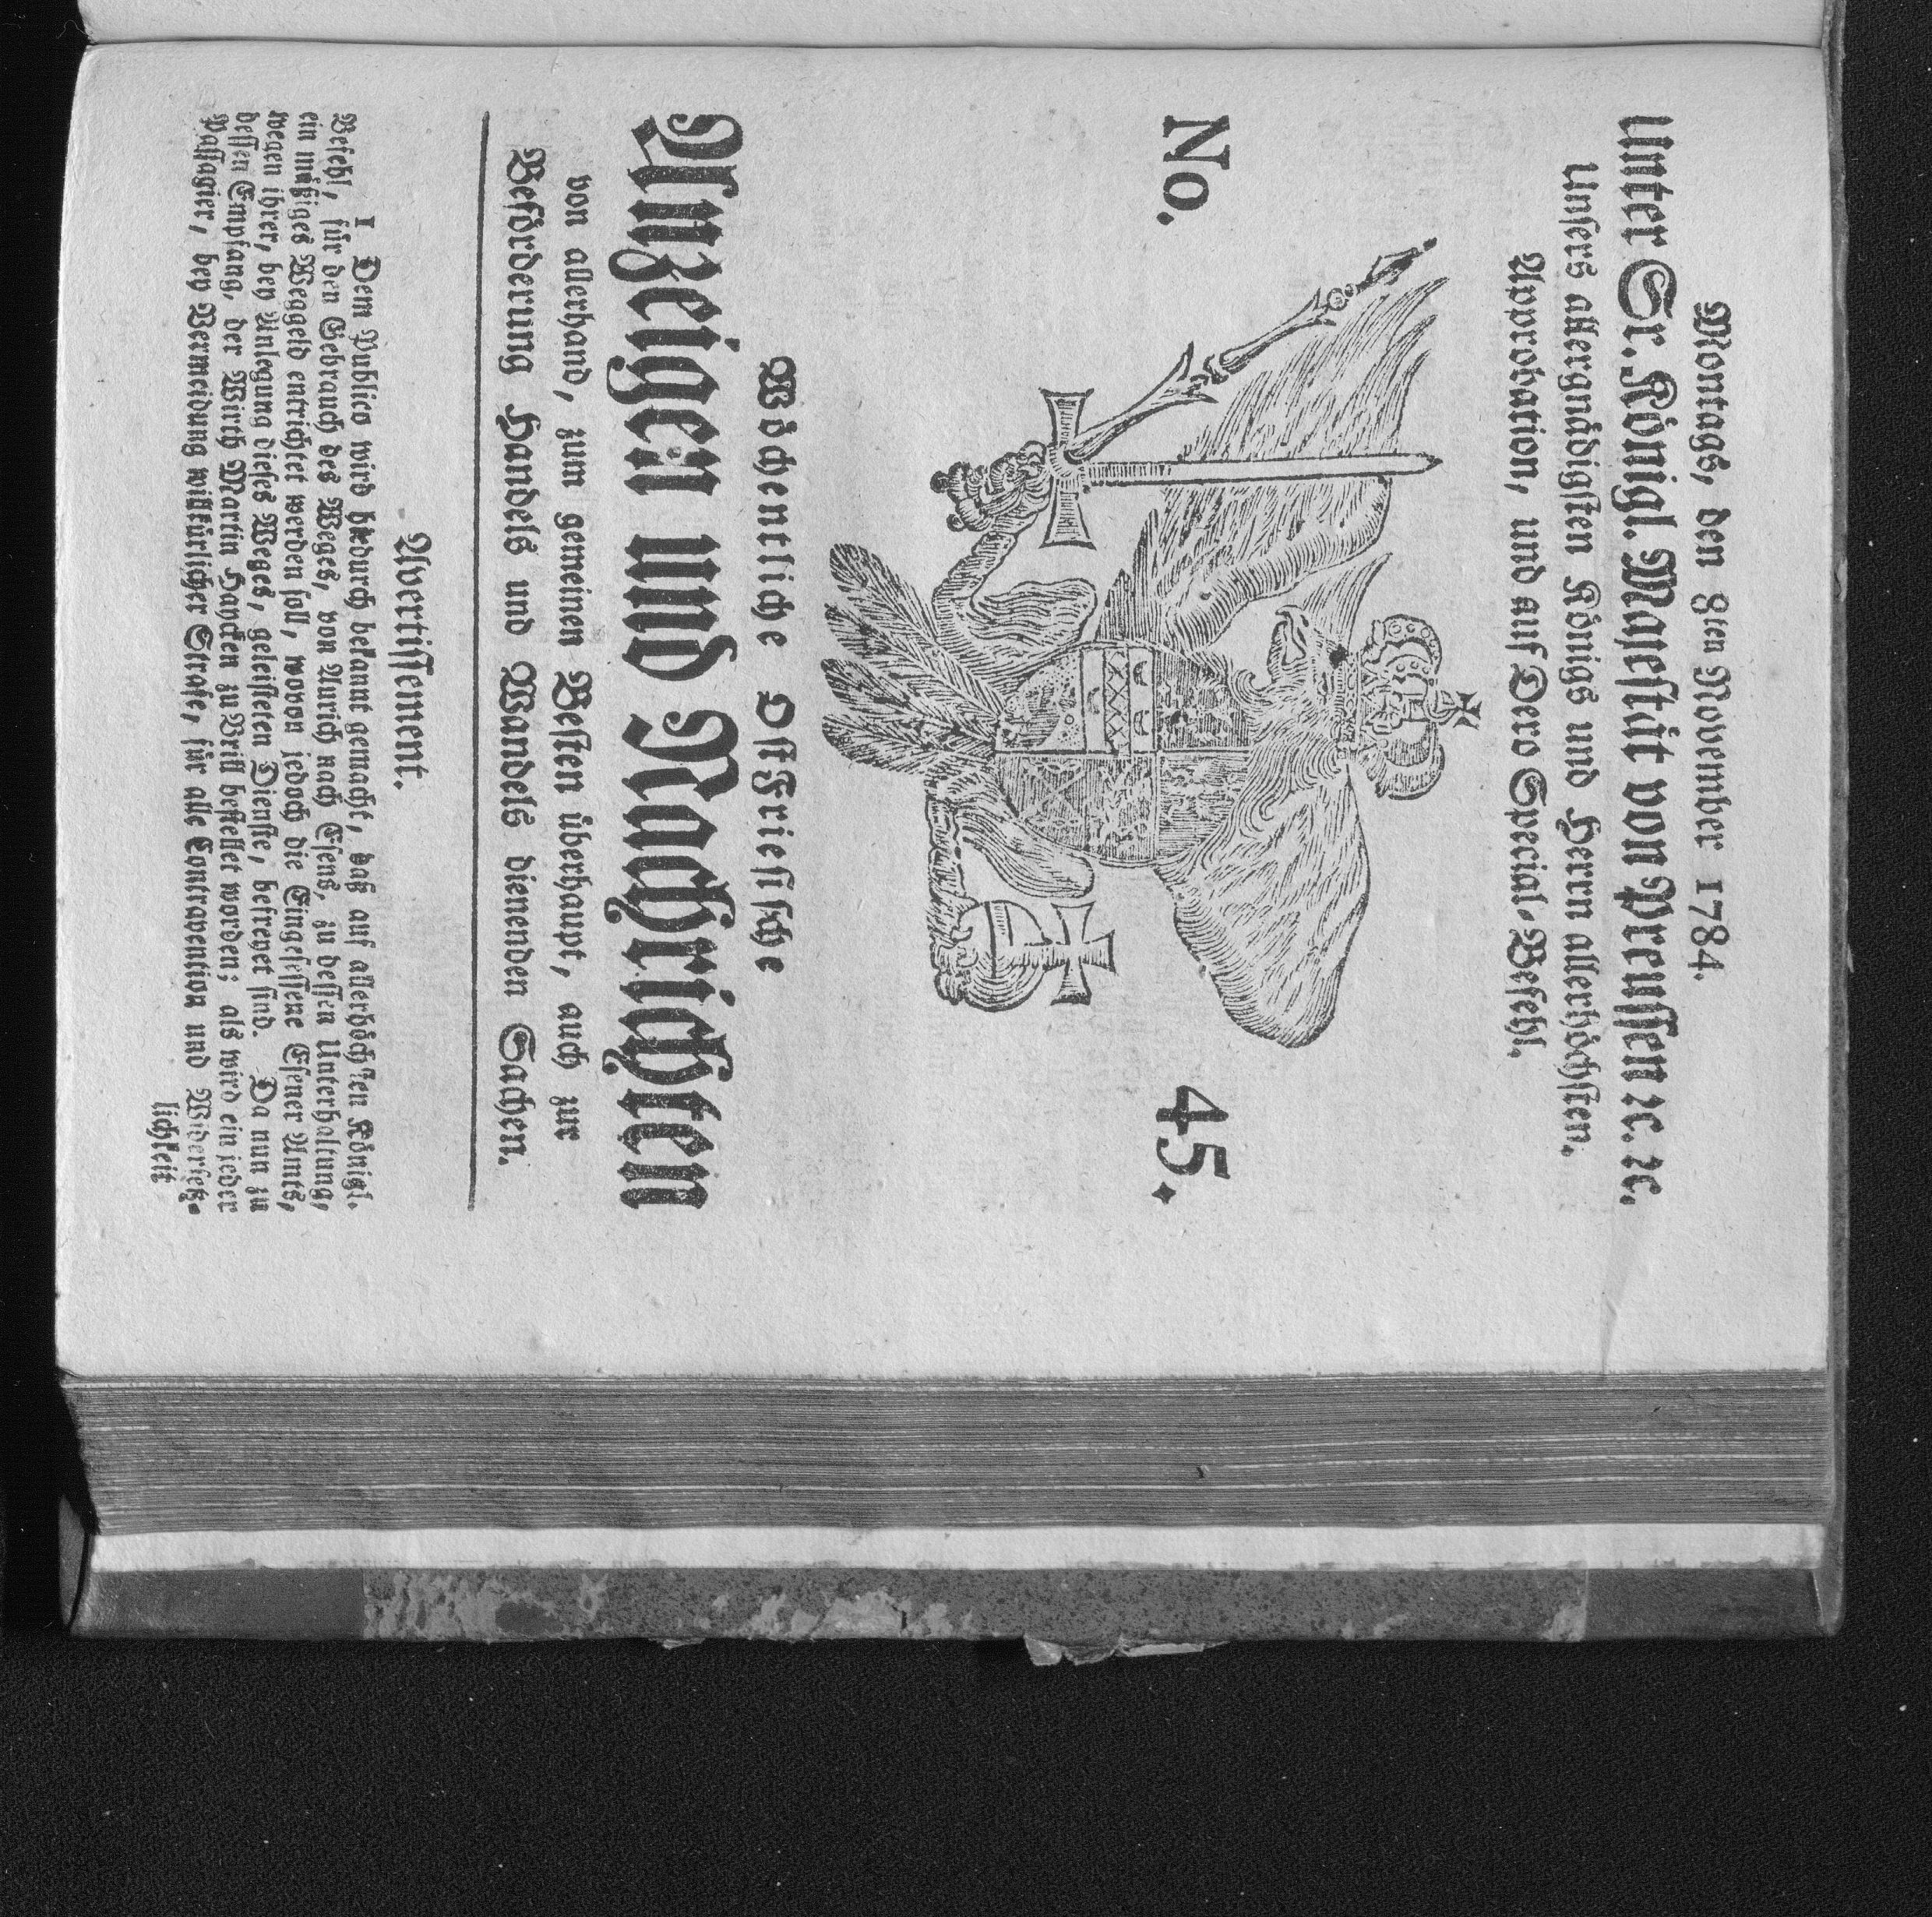 Montags, den 8ten November 1784.
Unter Sr. Königl. Majestät von Preussen ꝛc. ꝛc.
Unsers allergnädigsten Königs und Herrn allerhöchsten
Approbation, und auf Dero Special-Befehl.
No. 45.
Wöchentliche Ostfriesische
Anzeigen und Nachrichten
von allerhand, zum gemeinen Besten überhaupt, auch zur
Beförderung Handels und Wandels dienenden Sachen.
Avertissement.
1 Dem Publico wird hiedurch bekannt gemacht, daß auf allerhöchsten Königl.
Befehl, für den Gebrauch des Weges, von Aurich nach Esens, zu dessen Unterhaltung,
ein mäßiges Weggeld entrichtet werden soll, wovon jedoch die Eingesessene Esener Amts,
wegen ihrer, bey Anlegung dieses Weges, geleisteten Dienste, befreyet sind. Da nun zu
dessen Empfang, der Wirth Martin Hayken zu Brill bestellet worden; als wird ein jeder
Passagier, bey Vermeidung willkürlicher Strafe, für alle Contravention und Widersetz-
lichkeit